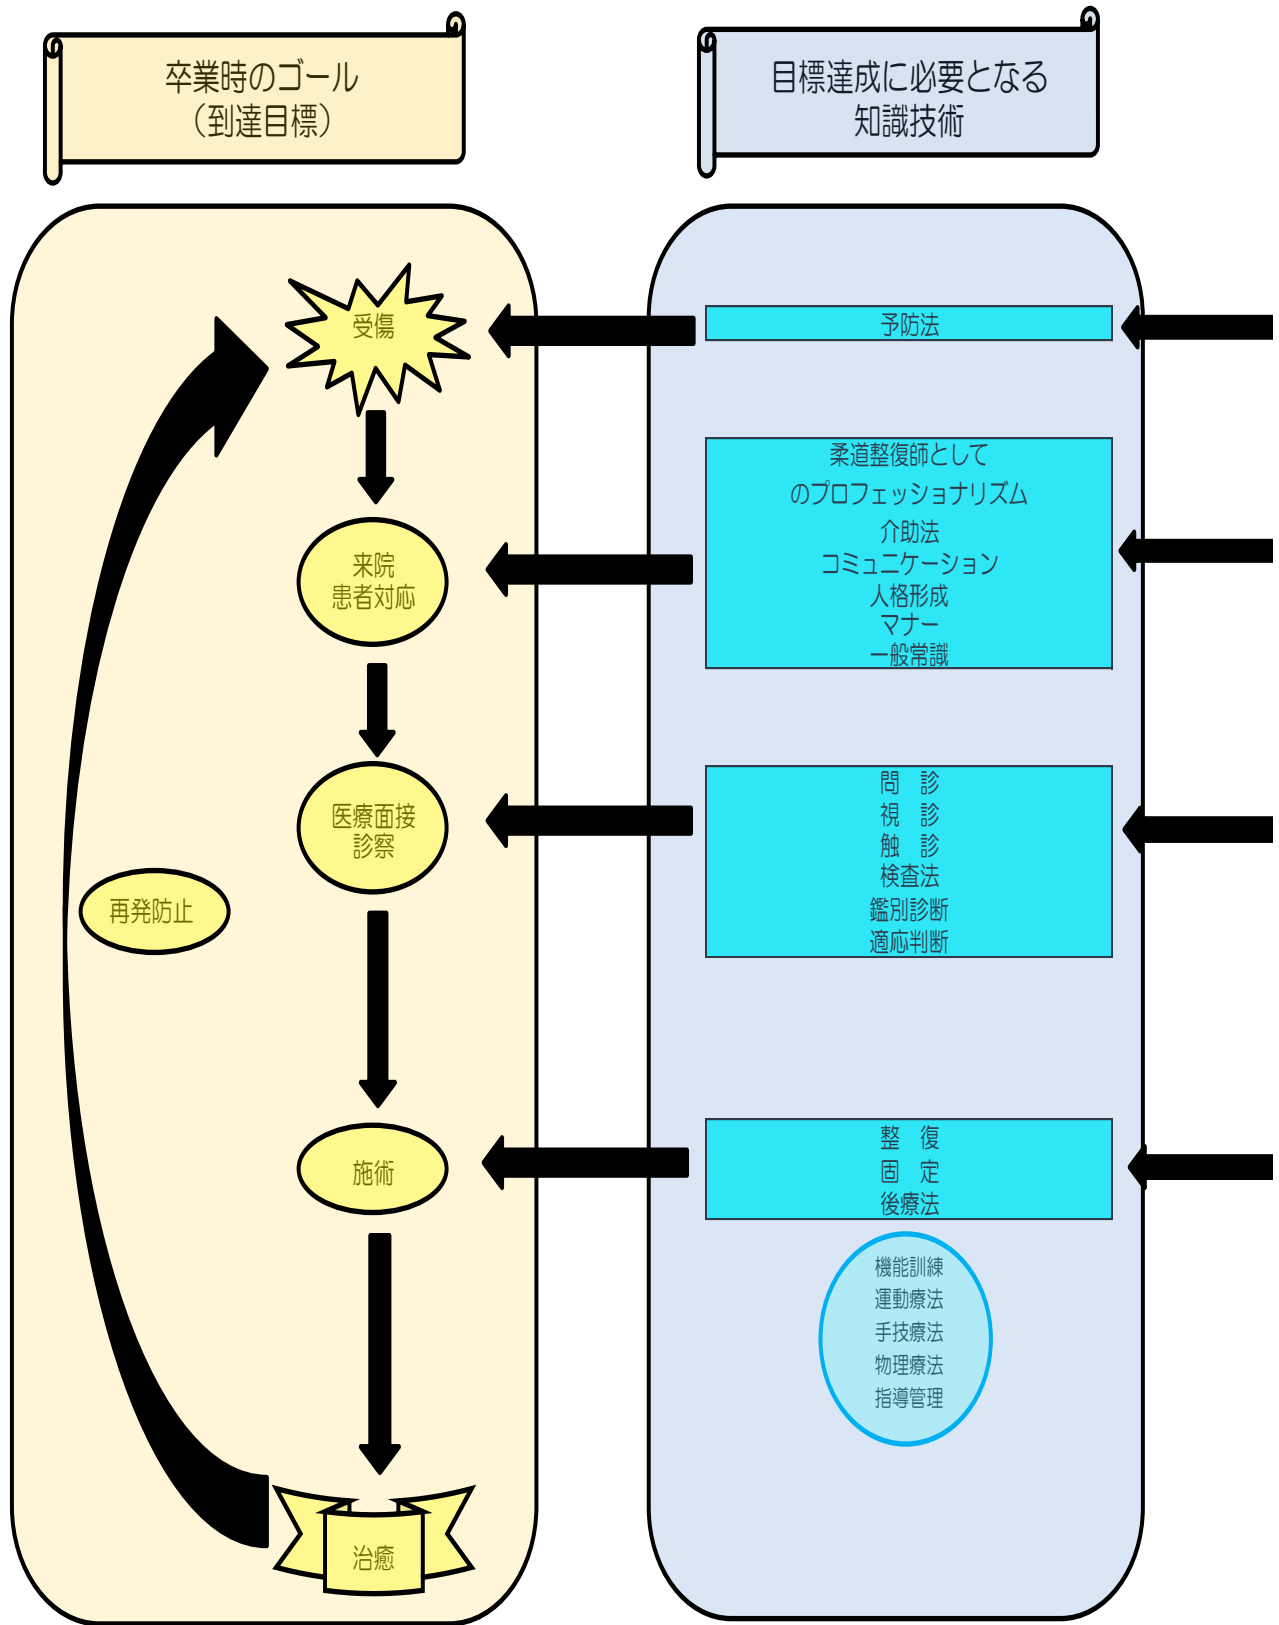 卒業時のゴール
（到達目標）
目標達成に必要となる
知識技術
受傷
来院
患者対応
医療面接
診察
再発防止
施術
治癒
予防法
柔道整復師として
のプロフェッショナリズム
介助法
コミュニケーション
人格形成
マナー
一般常識
問　診
視　診
触　診
検査法
鑑別診断
適応判断
整　復
固　定
後療法
機能訓練
運動療法
手技療法
物理療法
指導管理